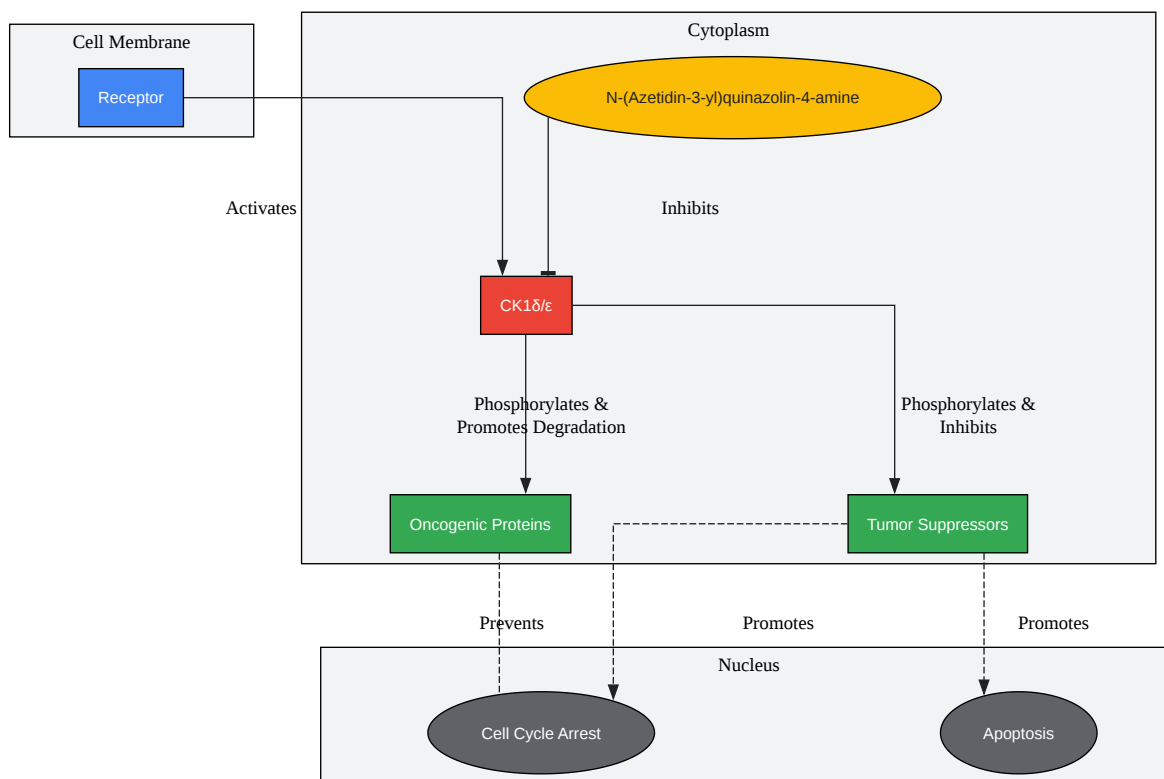 Cell Membrane
Cytoplasm
Receptor
N-(Azetidin-3-yl)quinazolin-4-amine
Activates
Inhibits
CK1δ/ε
Phosphorylates &
Promotes Degradation
Phosphorylates &
Inhibits
Oncogenic Proteins
Tumor Suppressors
Prevents
Promotes
Promotes
Nucleus
Cell Cycle Arrest
Apoptosis